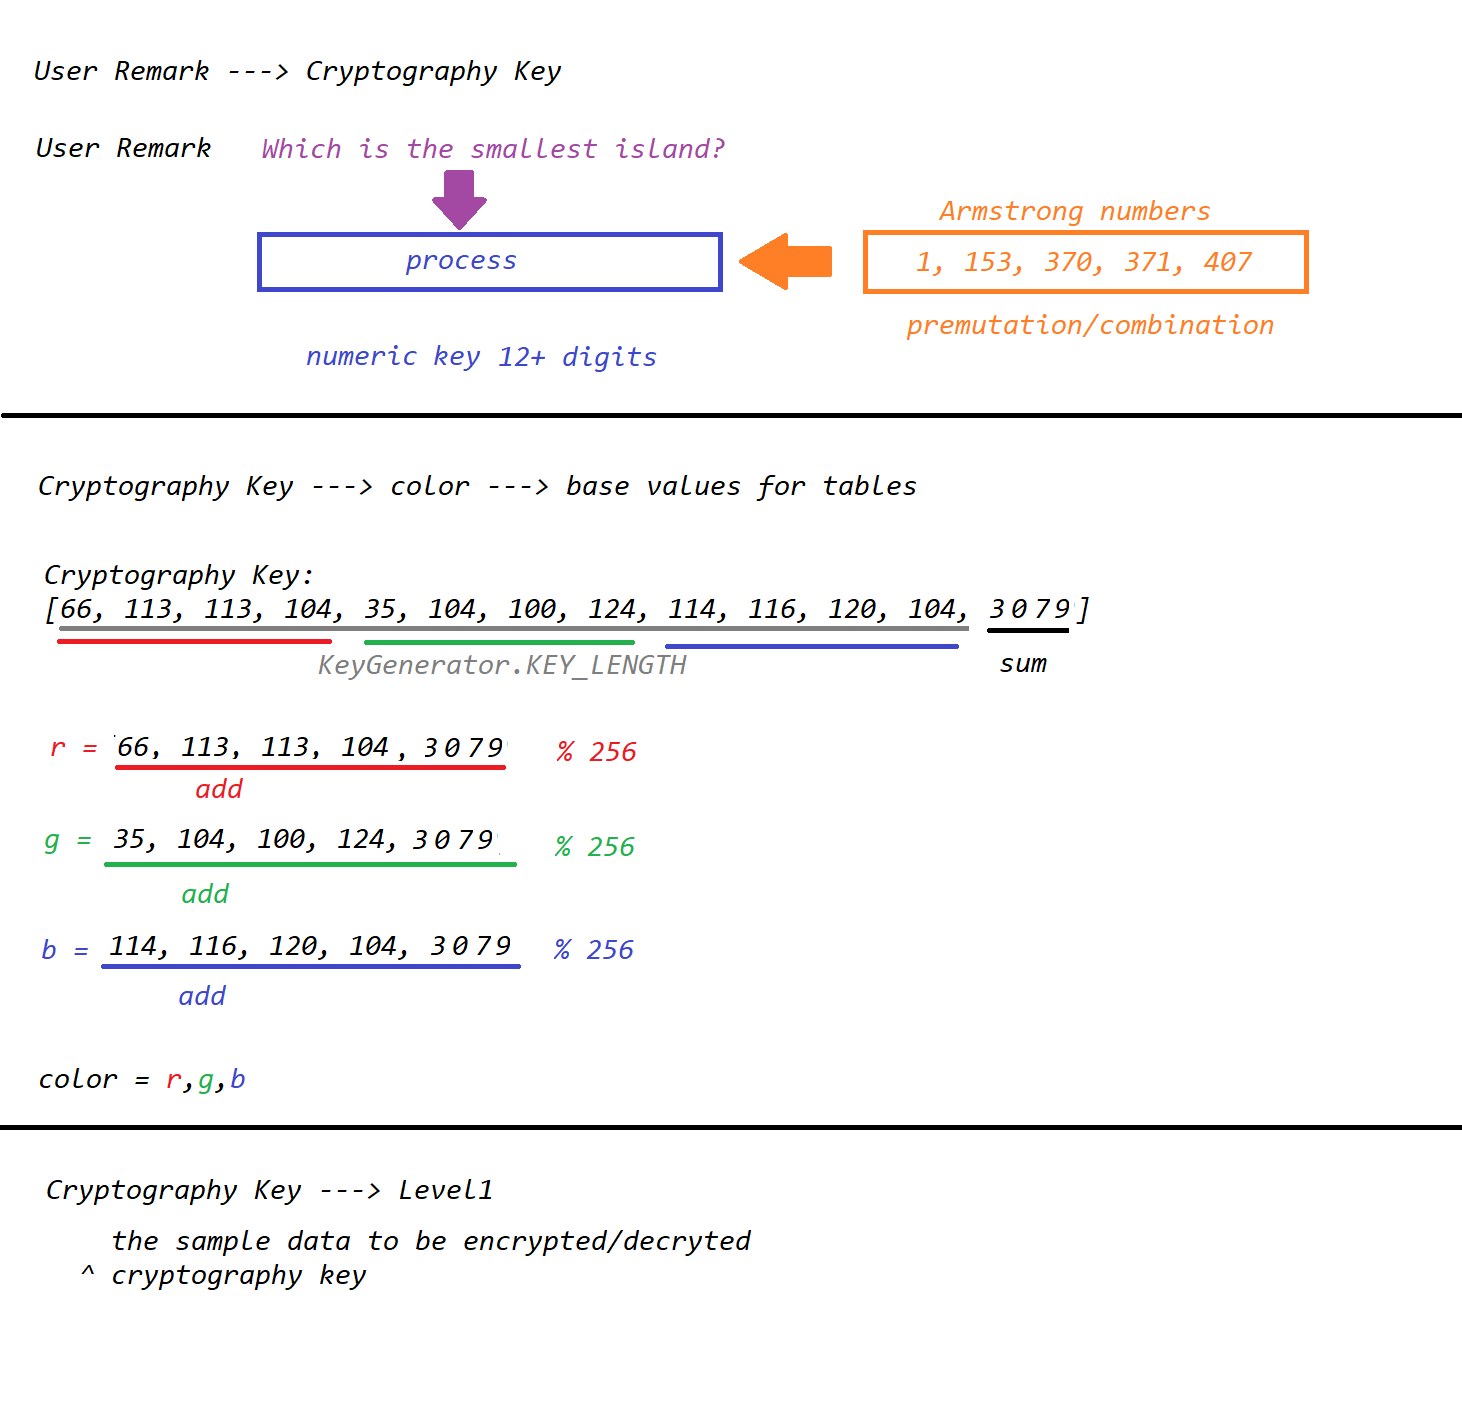 User Remark ---> Cryptography Key
User Remark Which is the smallest island?
Armstrong numbers
process
1, 153, 370, 371, 407
premutation/combination
numeric key 12+ digits
Cryptography Key ---> color ---> base values for tables
Cryptography Key:
[66, 113, 113, 104, 35, 104, 100, 124, 114, 116, 120, 104, 3079]
KeyGenerator.KEY_LENGTH
sum
r = 66, 113, 113, 104, 3079 % 256
add
g = 35, 104, 100, 124, 3079 % 256
add
b = 114, 116, 120, 104, 3079 % 256
add
color = r,g,b
Cryptography Key ---> Level1
the sample data to be encrypted/decryted
^ cryptography key